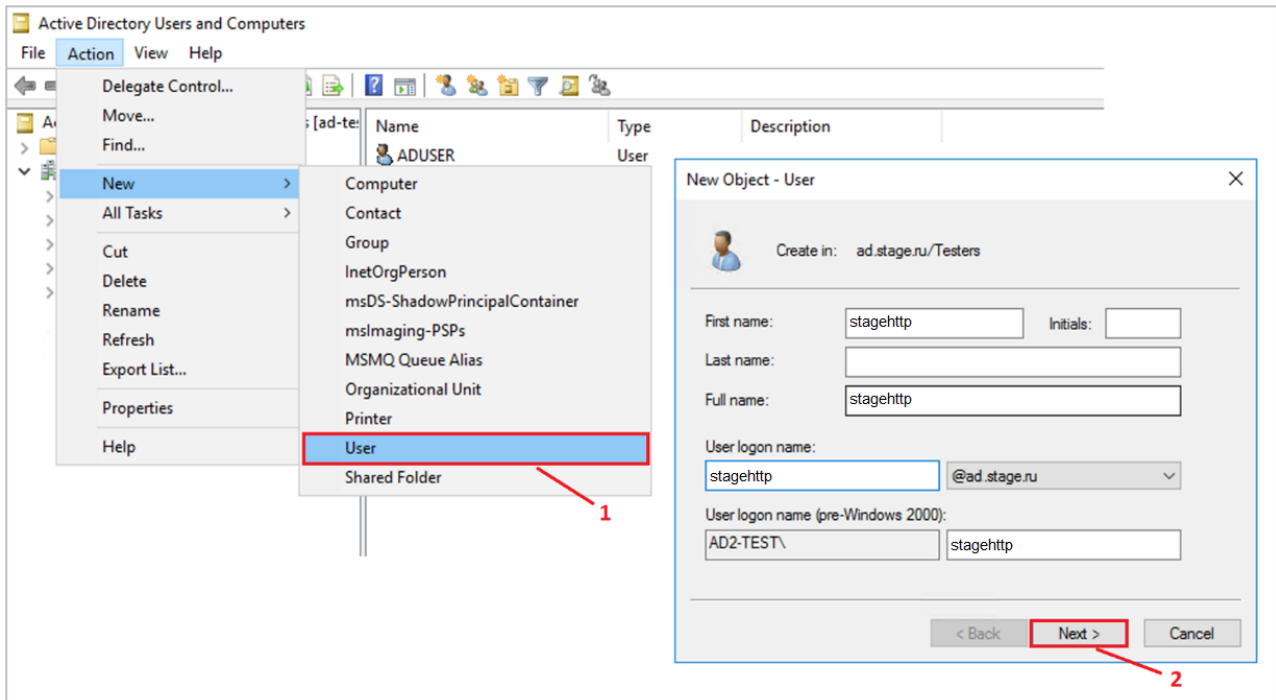 Active Directory Users and Computers
File Action View Help
Delegate Control...
Move...
Find...
New >
All Tasks >
Cut
Delete
Rename
Refresh
Export List...
Properties
Help
[ad-te:
Name Type Description
ADUSER User
Computer
Contact
Group
InetOrgPerson
msDS-ShadowPrincipalContainer
msImaging-PSPs
MSMQ Queue Alias
Organizational Unit
Printer
User
Shared Folder
1
New Object - User
Create in: ad.stage.ru/Testers
First name: stagehttp Initials:
Last name:
Full name: stagehttp
User logon name:
stagehttp @ad.stage.ru
User logon name (pre-Windows 2000):
AD2-TEST\ stagehttp
< Back Next > Cancel
2